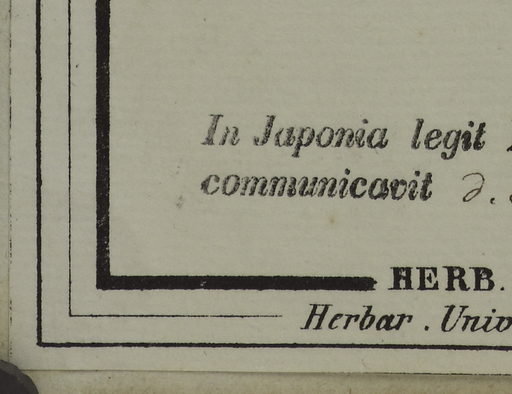 In Japonia legit
communicavit d.
HERB.
Herbar. Univ